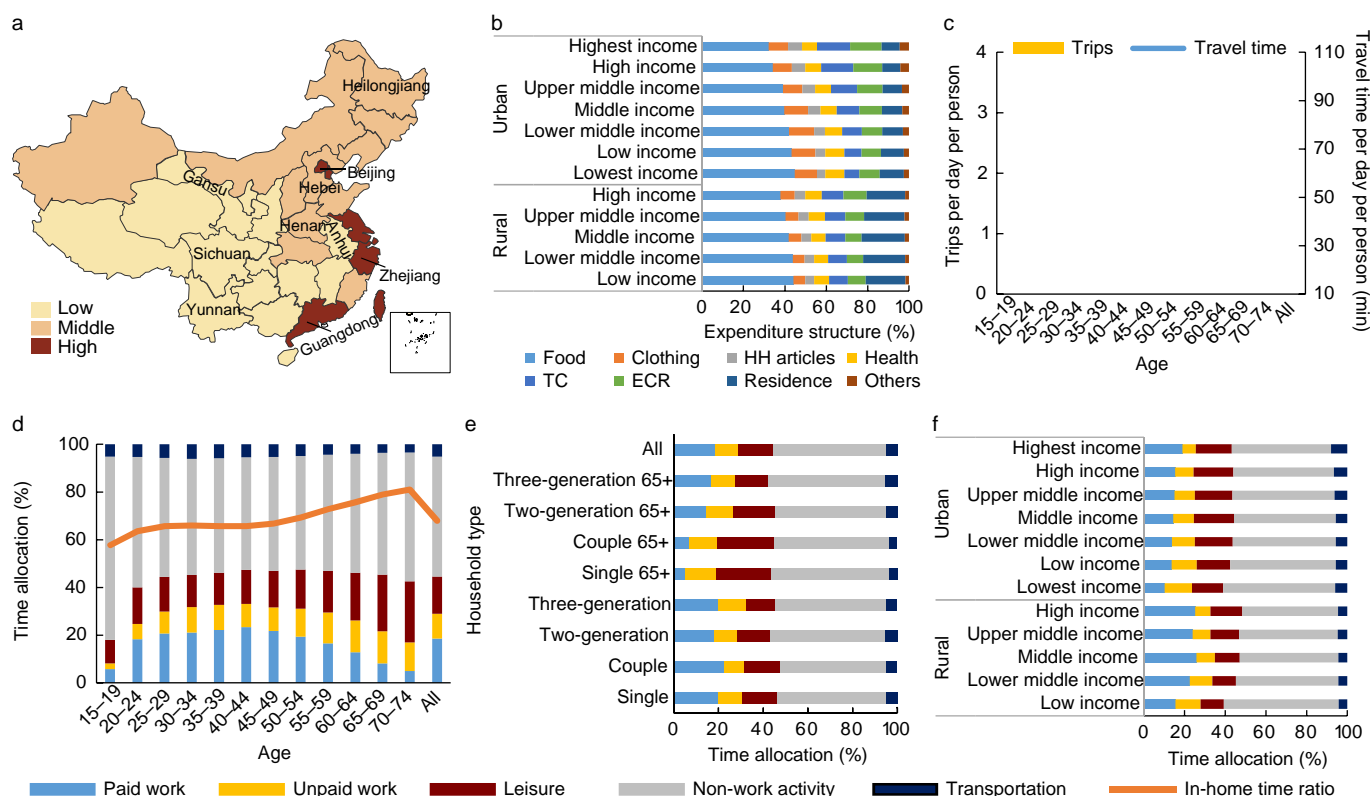 a
Heilongjiang
Beijing
Gansu
Hebei
Henan
Anhui
Sichuan
Zhejiang
Yunnan
Guangdong
Low
Middle
High
b
Urban
Highest income
High income
Upper middle income
Middle income
Lower middle income
Low income
Lowest income
Rural
High income
Upper middle income
Middle income
Lower middle income
Low income
0 20 40 60 80 100
Expenditure structure (%)
Food Clothing HH articles Health
TC ECR Residence Others
c
Trips Travel time
Trips per day per person
4
3
2
1
0
Travel time per day per person (min)
110
90
70
50
30
10
15–19 20–24 25–29 30–34 35–39 40–44 45–49 50–54 55–59 60–64 65–69 70–74 All
Age
d
Time allocation (%)
100
80
60
40
20
0
15–19 20–24 25–29 30–34 35–39 40–44 45–49 50–54 55–59 60–64 65–69 70–74 All
Age
e
Household type
All
Three-generation 65+
Two-generation 65+
Couple 65+
Single 65+
Three-generation
Two-generation
Couple
Single
0 20 40 60 80 100
Time allocation (%)
f
Urban
Highest income
High income
Upper middle income
Middle income
Lower middle income
Low income
Lowest income
Rural
High income
Upper middle income
Middle income
Lower middle income
Low income
0 20 40 60 80 100
Time allocation (%)
Paid work Unpaid work Leisure Non-work activity Transportation In-home time ratio